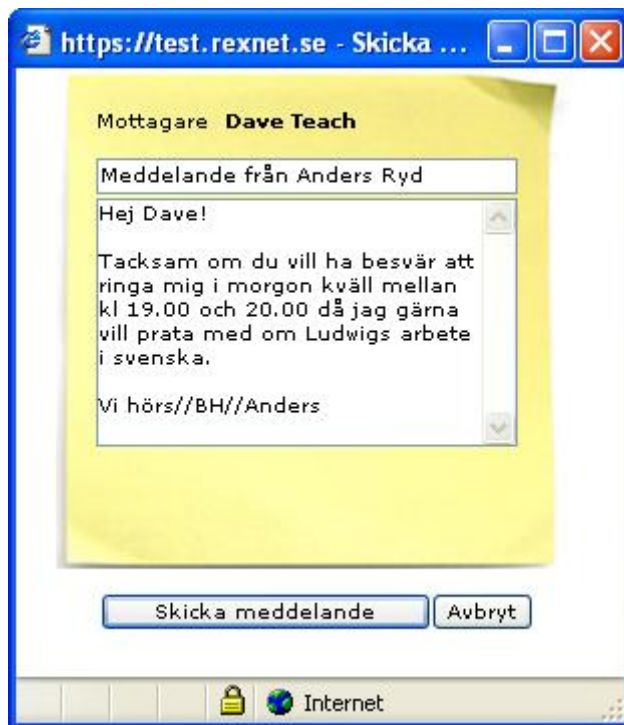 https://test.rexnet.se - Skicka ...
Mottagare Dave Teach
Meddelande från Anders Ryd
Hej Dave!
Tacksam om du vill ha besvär att
ringa mig i morgon kväll mellan
kl 19.00 och 20.00 då jag gärna
vill prata med om Ludwigs arbete
i svenska.
Vi hörs//BH//Anders
Skicka meddelande Avbryt
Internet